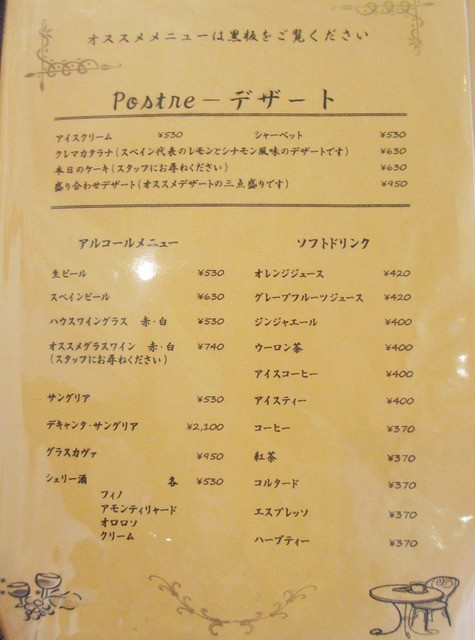 オススメメニューは黒板をご覧ください
Postre－デザート
アイスクリーム ¥530 シャーベット ¥530
クレマカタラナ(スペイン代表のレモンとシナモン風味のデザートです) ¥630
本日のケーキ(スタッフにお尋ねください) ¥630
盛り合わせデザート(オススメデザートの三点盛りです) ¥950
アルコールメニュー
生ビール ¥530
スペインビール ¥630
ハウスワイングラス 赤・白 ¥530
オススメグラスワイン 赤・白 ¥740
(スタッフにお尋ねください)
サングリア ¥530
デキャンタ・サングリア ¥2,100
グラスカヴァ ¥950
シェリー酒 各 ¥530
フィノ
アモンティリャード
オロロソ
クリーム
ソフトドリンク
オレンジジュース ¥420
グレープフルーツジュース ¥420
ジンジャエール ¥400
ウーロン茶 ¥400
アイスコーヒー ¥400
アイスティー ¥400
コーヒー ¥370
紅茶 ¥370
コルタード ¥370
エスプレッソ ¥370
ハーブティー ¥370